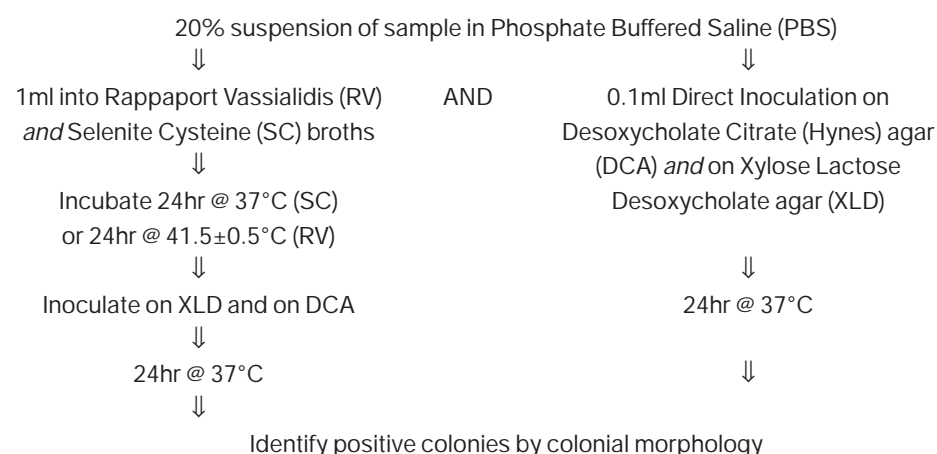 20% suspension of sample in Phosphate Buffered Saline (PBS)
⇓ ⇓
1ml into Rappaport Vassialidis (RV) AND 0.1ml Direct Inoculation on
and Selenite Cysteine (SC) broths Desoxycholate Citrate (Hynes) agar
⇓ (DCA) and on Xylose Lactose
Incubate 24hr @ 37°C (SC) Desoxycholate agar (XLD)
or 24hr @ 41.5±0.5°C (RV)
⇓ ⇓
Inoculate on XLD and on DCA 24hr @ 37°C
⇓
24hr @ 37°C ⇓
⇓
Identify positive colonies by colonial morphology